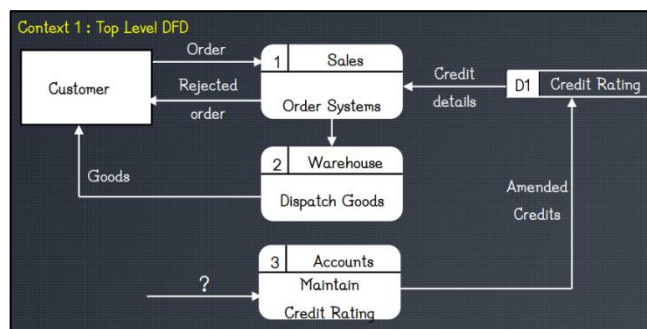 Context 1 : Top Level DFD
Order
1 Sales
Order Systems
Customer
Rejected
order
Credit
details
D1 Credit Rating
2 Warehouse
Dispatch Goods
Goods
Amended
Credits
3 Accounts
Maintain
Credit Rating
?